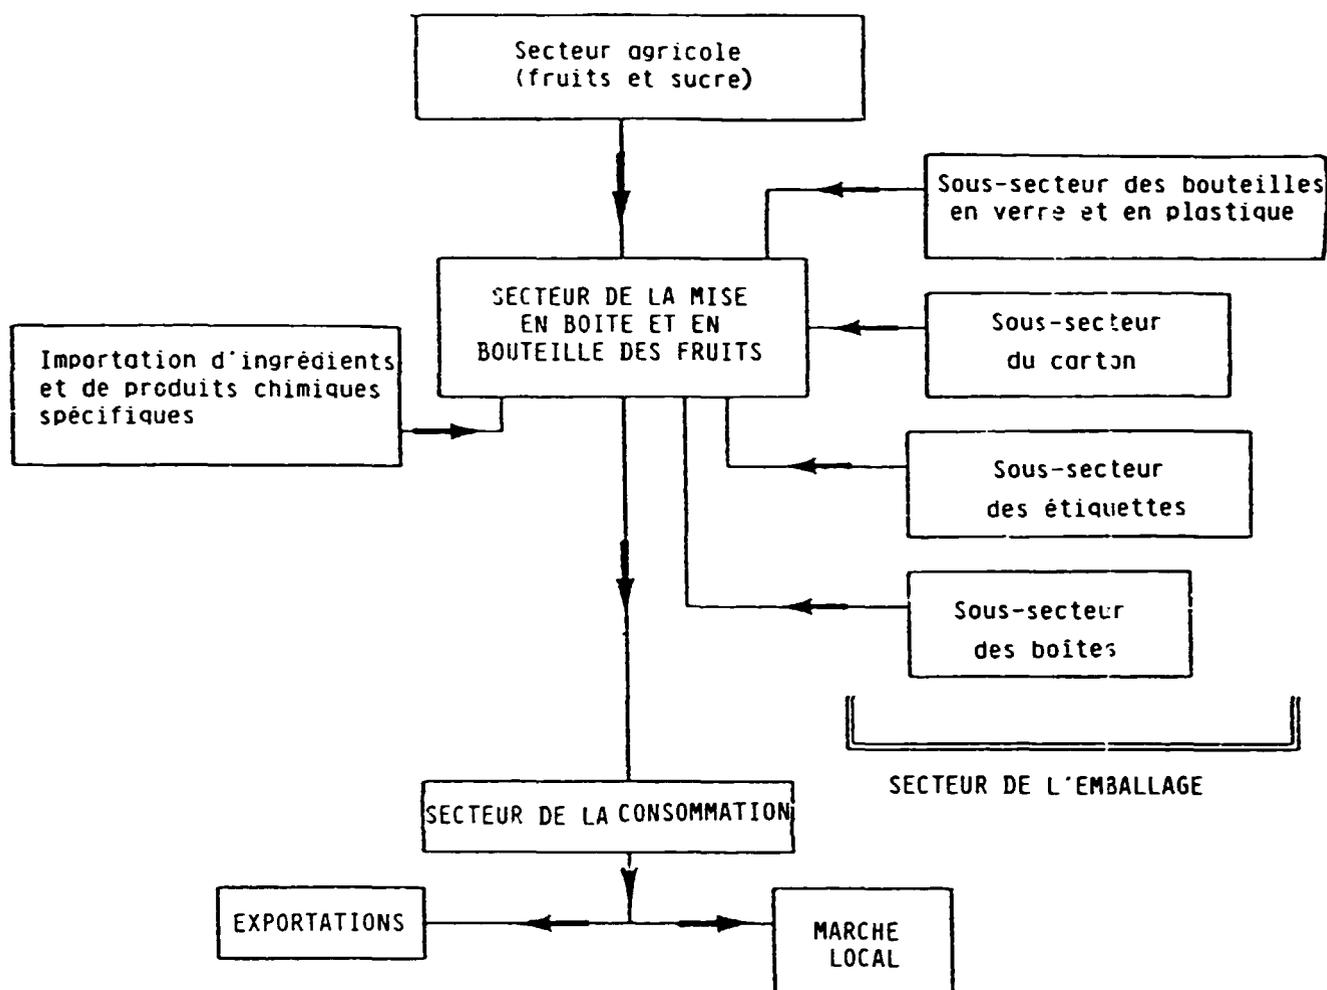 Secteur agricole
(fruits et sucre)
Sous-secteur des bouteilles
en verre et en plastique
SECTEUR DE LA MISE
EN BOITE ET EN
BOUTEILLE DES FRUITS
Sous-secteur
du carton
Importation d'ingrédients
et de produits chimiques
spécifiques
Sous-secteur
des étiquettes
Sous-secteur
des boîtes
SECTEUR DE L'EMBALLAGE
SECTEUR DE LA CONSOMMATION
EXPORTATIONS
MARCHE
LOCAL